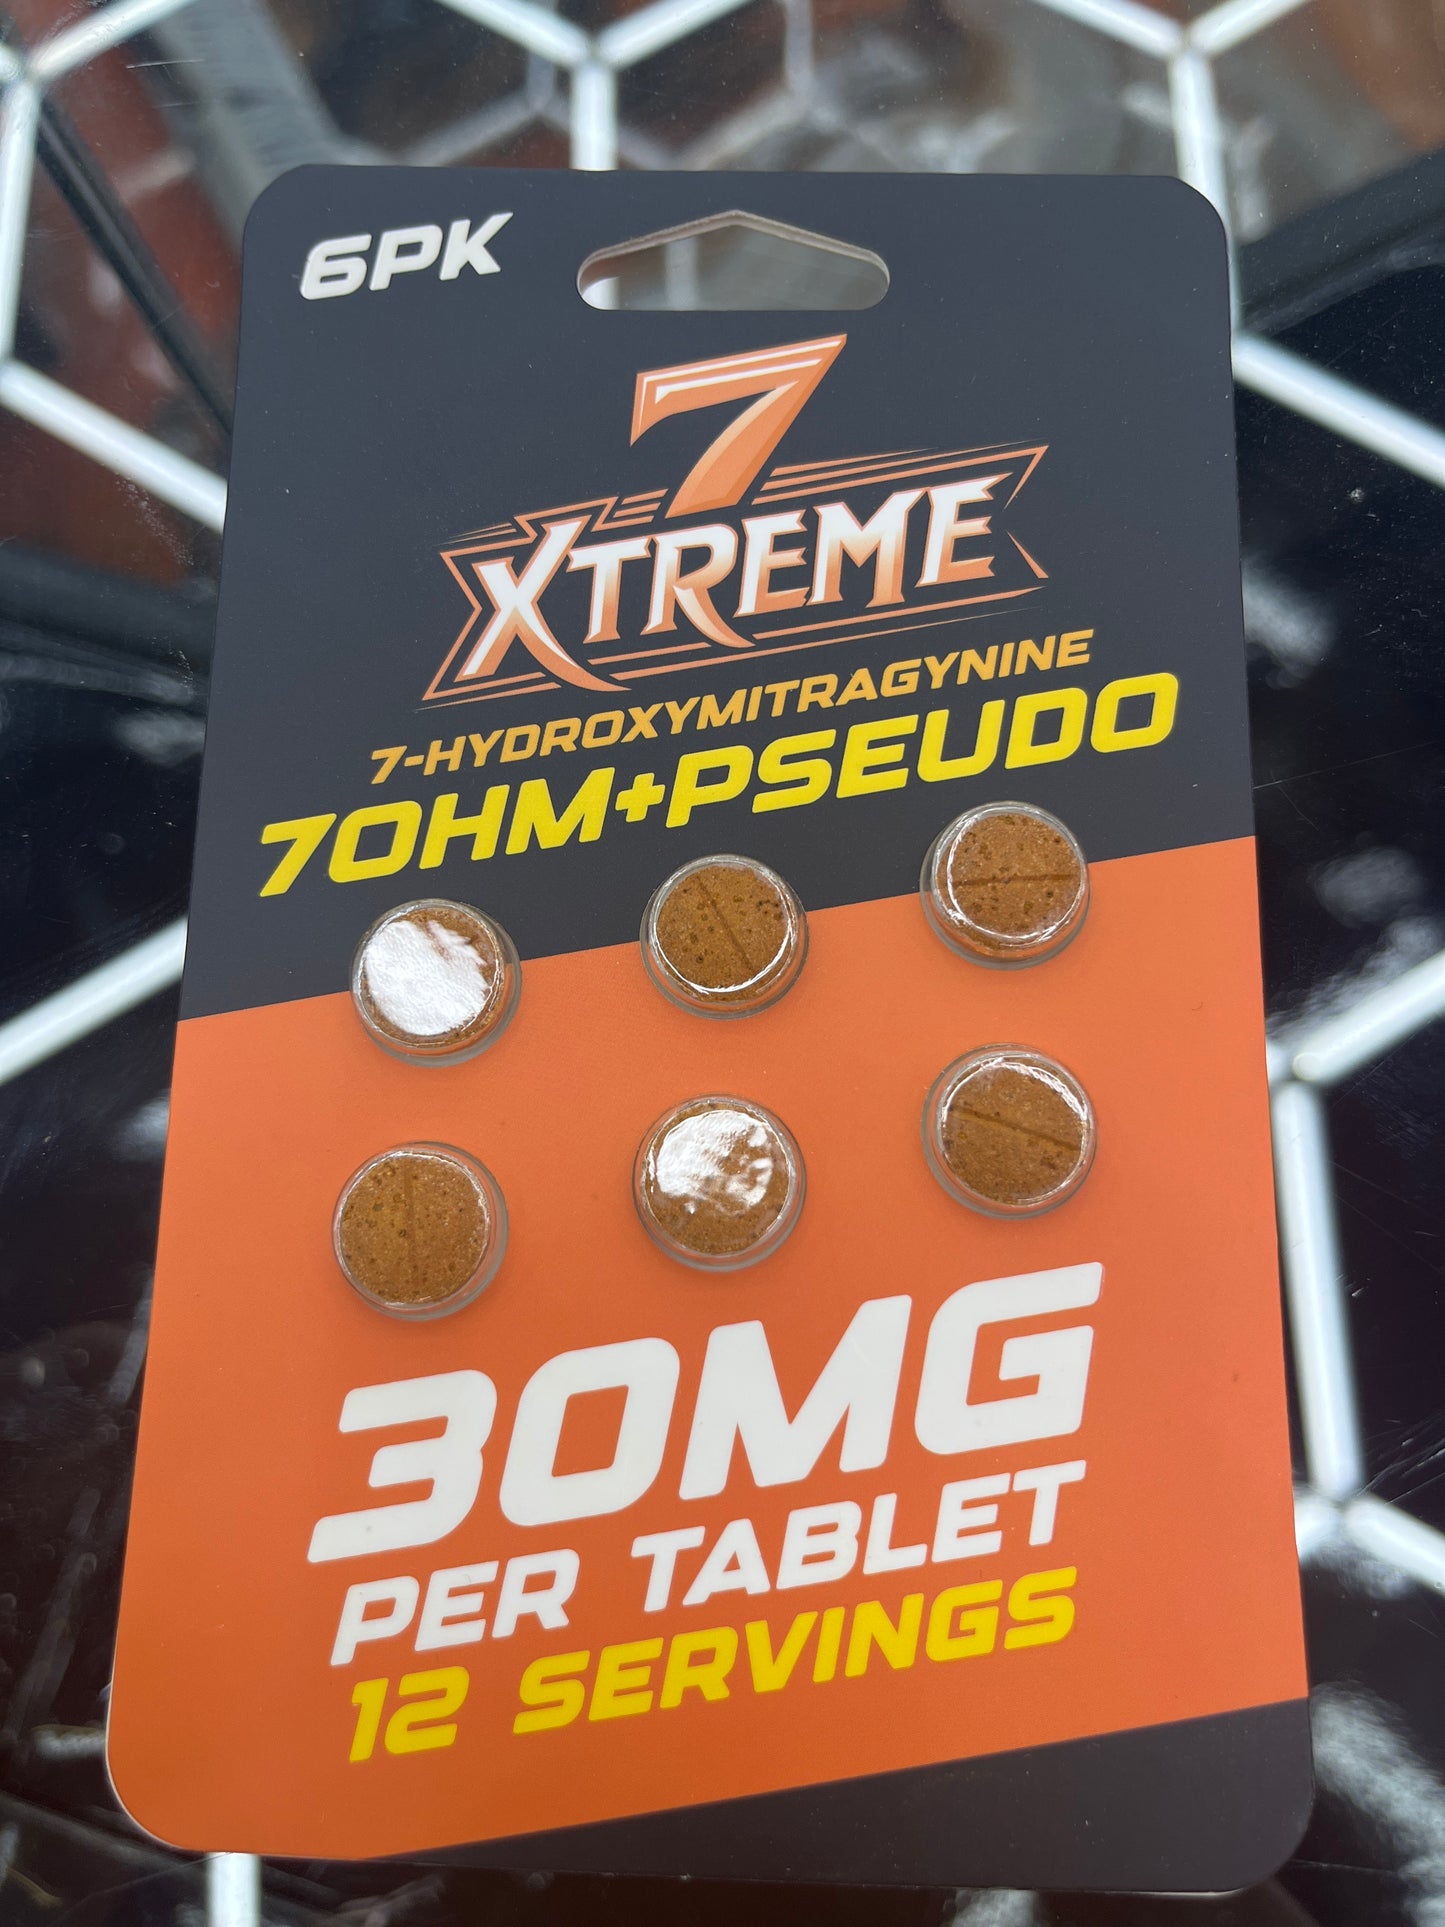 6PK
7
XTREME
7-HYDROXYMITRAGYNINE
7OHM+PSEUDO
30MG
PER TABLET
12 SERVINGS